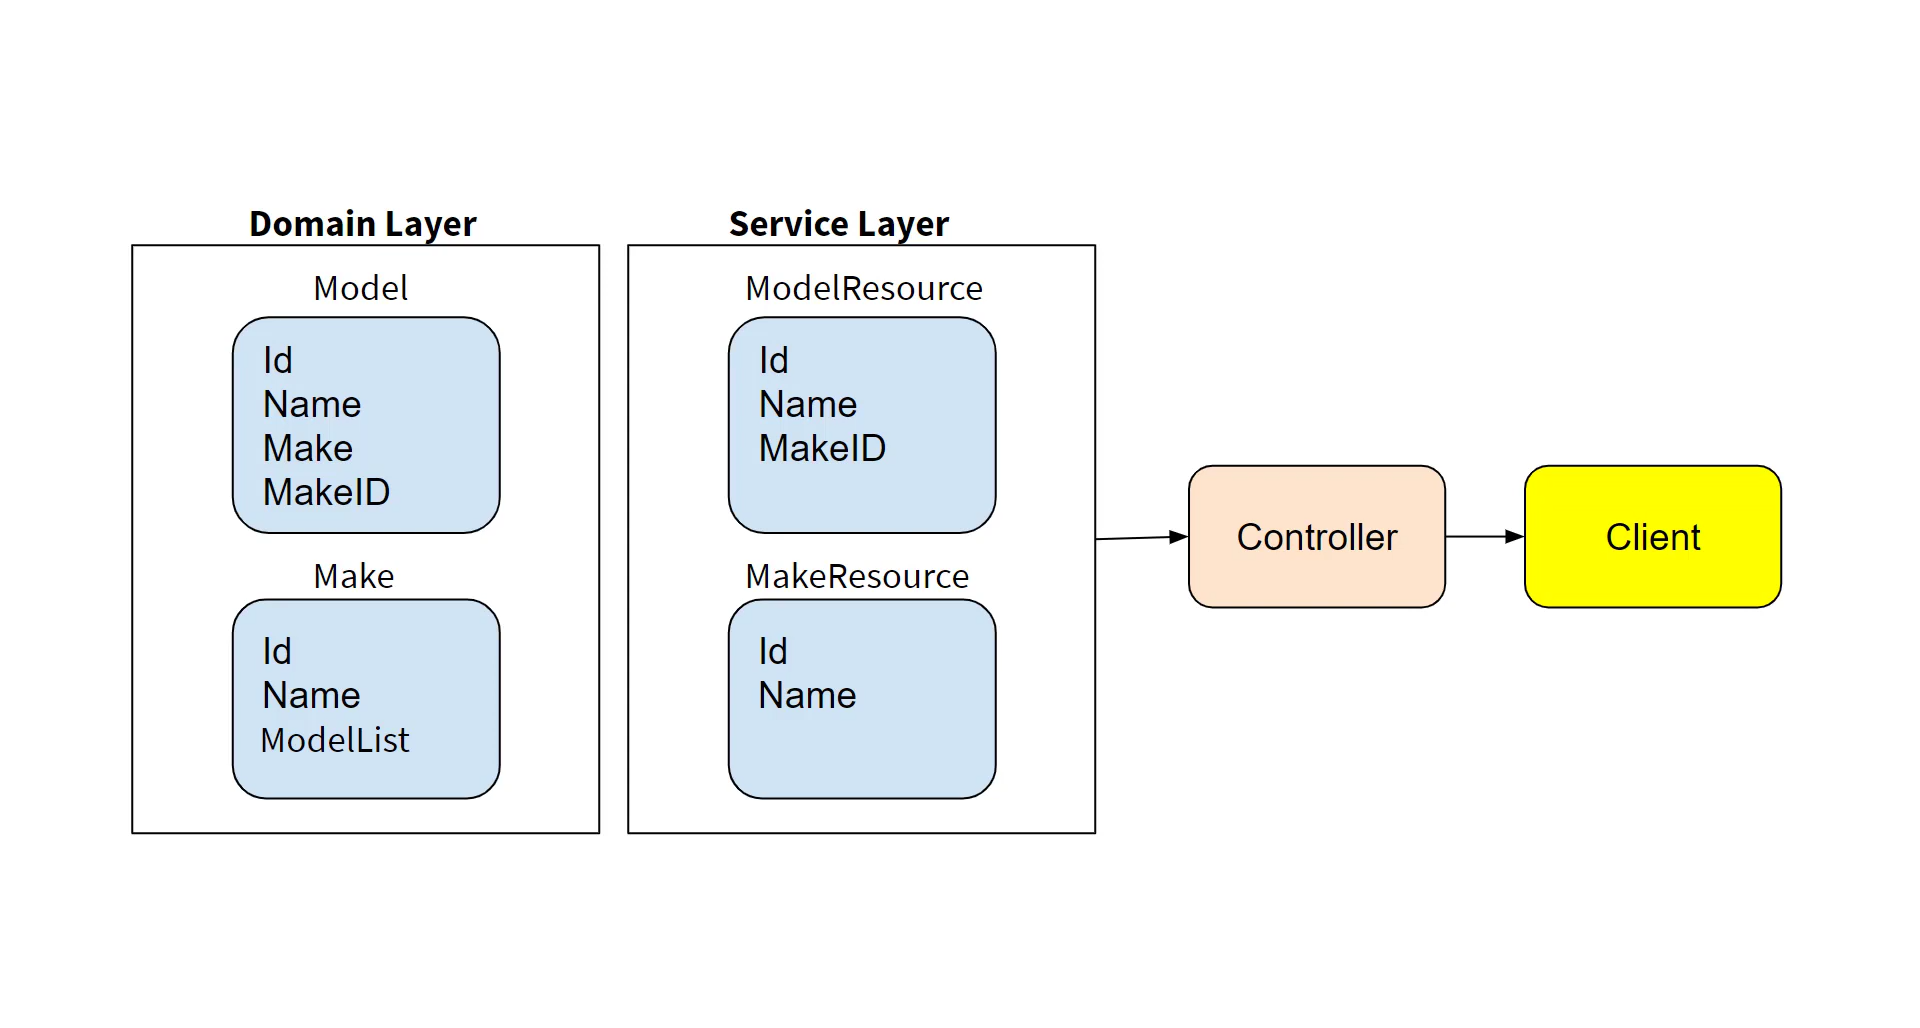 Domain Layer
Model
Id
Name
Make
MakeID
Make
Id
Name
ModelList
Service Layer
ModelResource
Id
Name
MakeID
MakeResource
Id
Name
Controller
Client